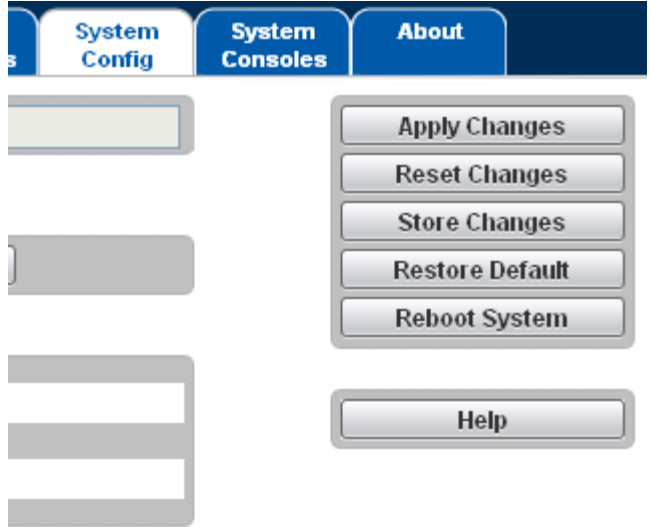 System
Config
System
Consoles
About
Apply Changes
Reset Changes
Store Changes
Restore Default
Reboot System
Help